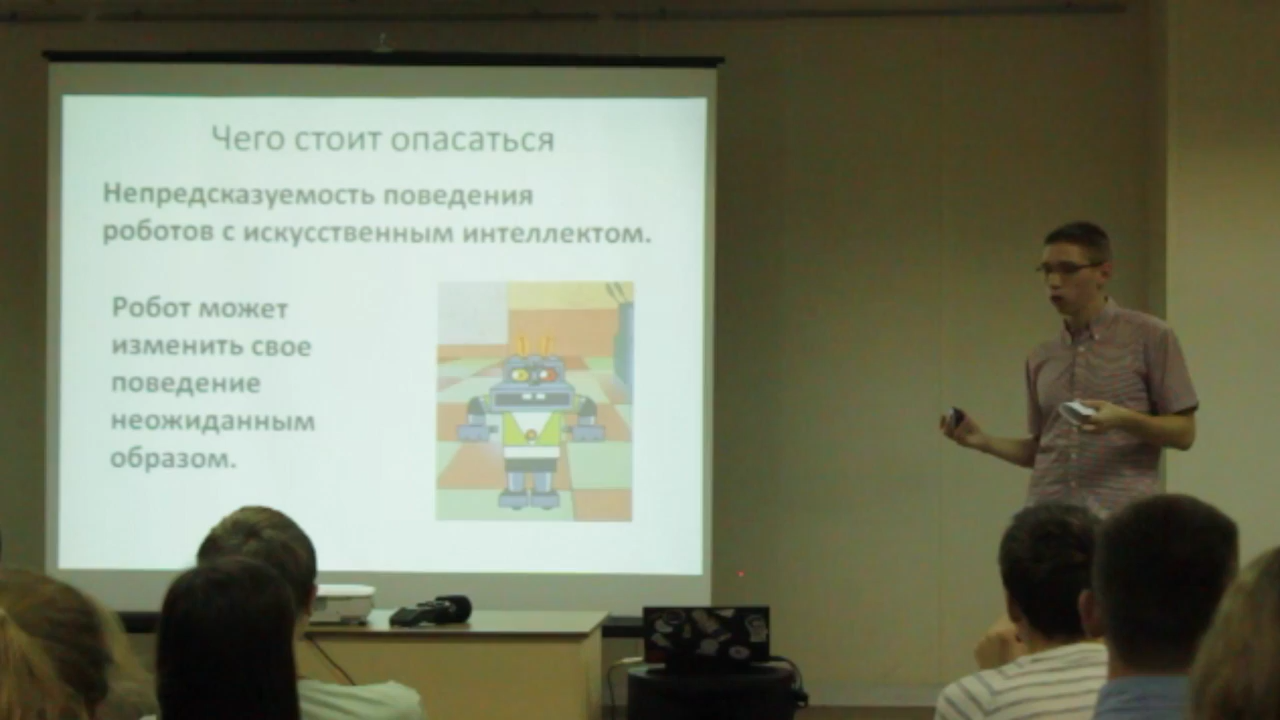 Чего стоит опасаться
Непредсказуемость поведения
роботов с искусственным интеллектом.
Робот может
изменить свое
поведение
неожиданным
образом.